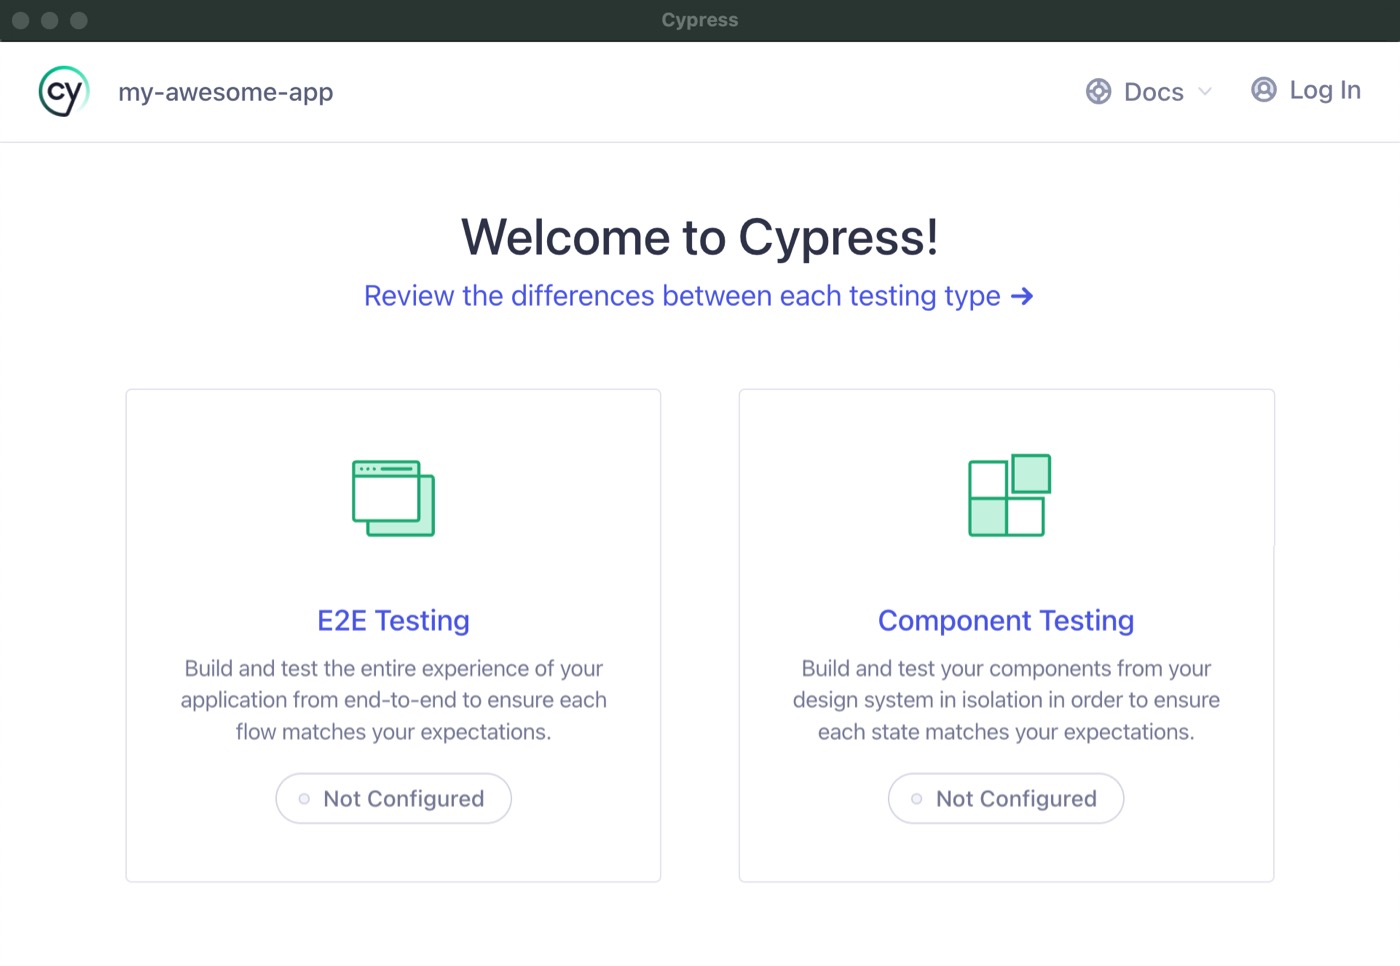 Cypress
cy my-awesome-app Docs Log In
Welcome to Cypress!
Review the differences between each testing type →
E2E Testing
Build and test the entire experience of your
application from end-to-end to ensure each
flow matches your expectations.
Not Configured
Component Testing
Build and test your components from your
design system in isolation in order to ensure
each state matches your expectations.
Not Configured